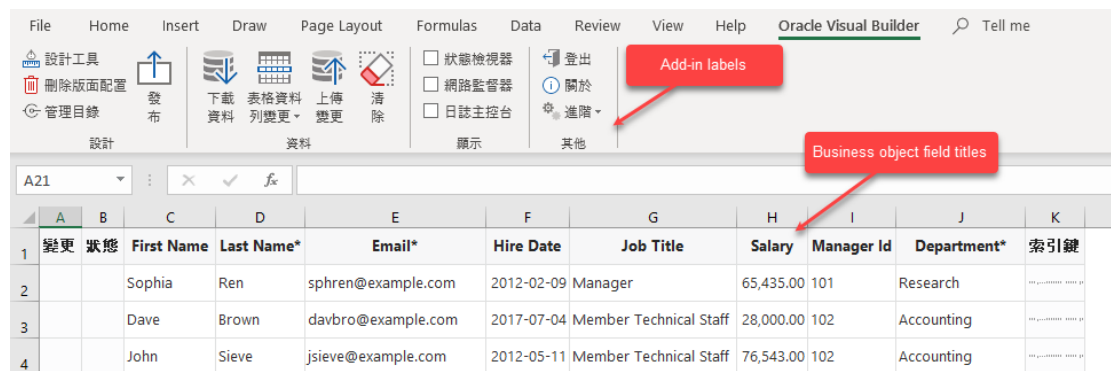 File Home Insert Draw Page Layout Formulas Data Review View Help Oracle Visual Builder Tell me
設計工具
刪除版面配置
管理目錄
發布
設計
下載資料
表格資料列變更
上傳變更
清除
資料
狀態檢視器
網路監督器
日誌主控台
顯示
登出
關於
進階
其他
Add-in labels
Business object field titles
A21 fx
A B C D E F G H I J K
1 變更 狀態 First Name Last Name* Email* Hire Date Job Title Salary Manager Id Department* 索引鍵
2 Sophia Ren sphren@example.com 2012-02-09 Manager 65,435.00 101 Research
3 Dave Brown davbro@example.com 2017-07-04 Member Technical Staff 28,000.00 102 Accounting
4 John Sieve jsieve@example.com 2012-05-11 Member Technical Staff 76,543.00 102 Accounting